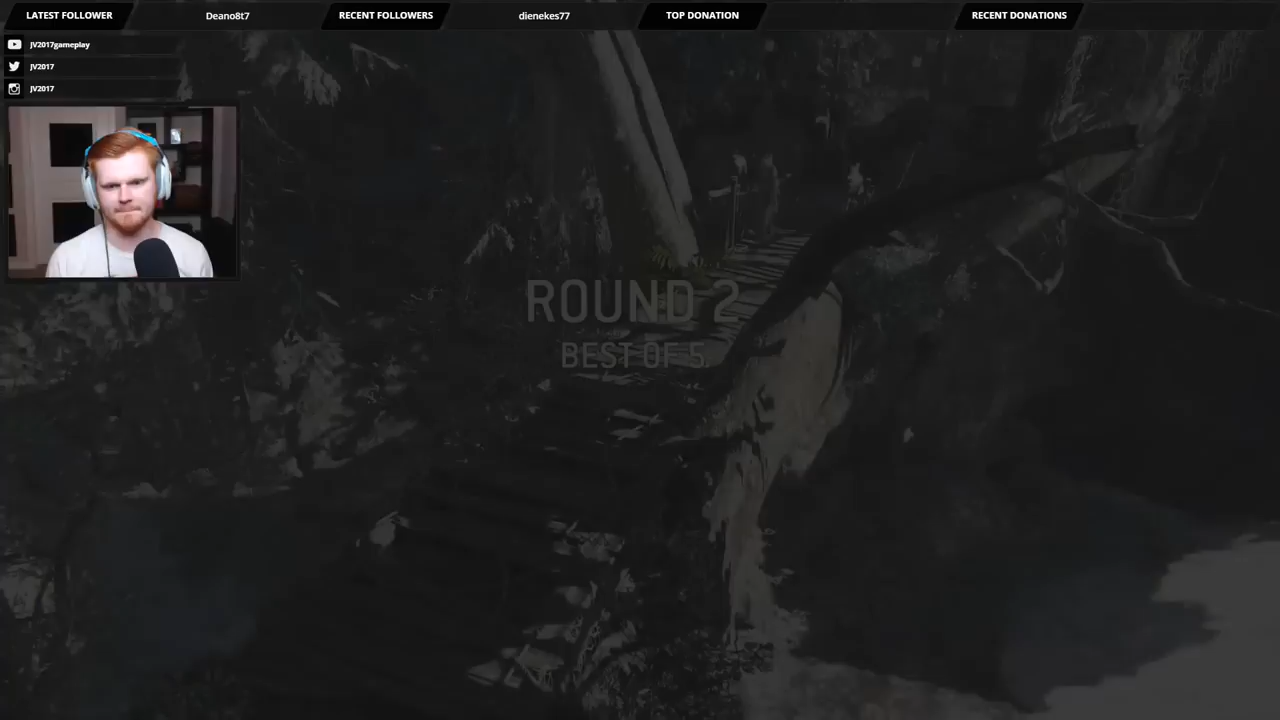 LATEST FOLLOWER
Deano8t7
RECENT FOLLOWERS
dienekes77
TOP DONATION
RECENT DONATIONS
JV2017gameplay
JV2017
JV2017
ROUND 2
BEST OF 5